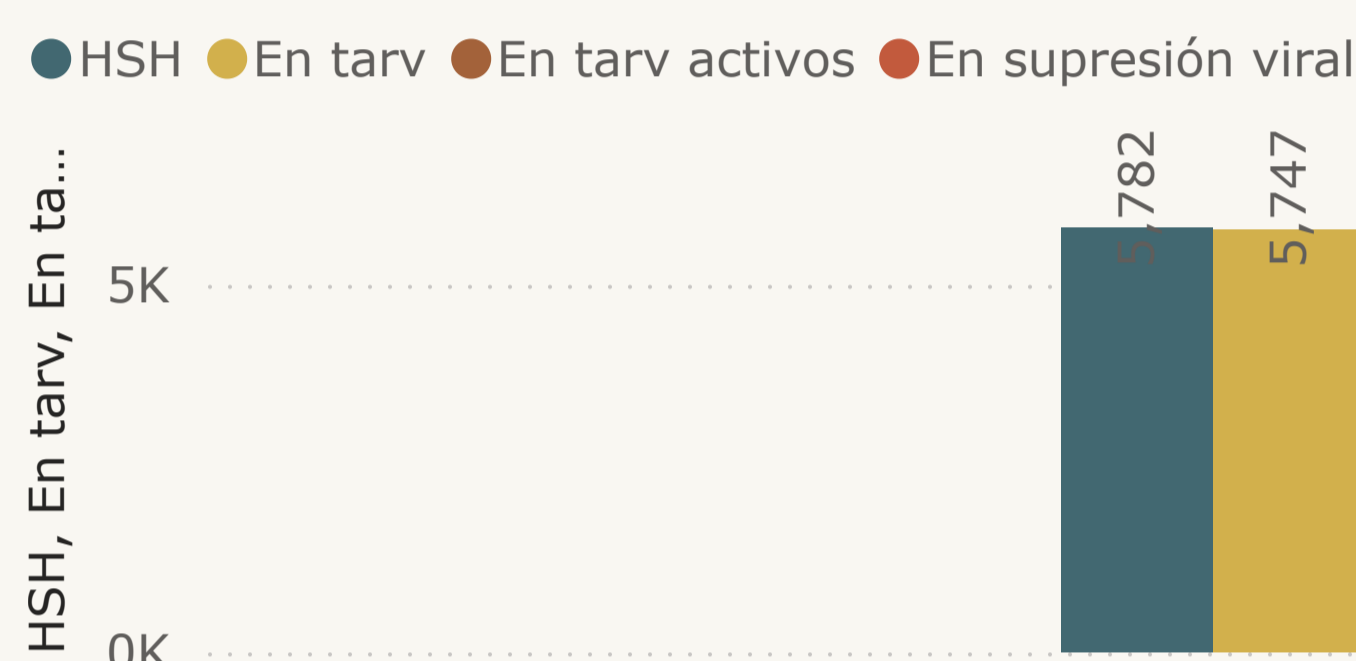 HSH En tarv En tarv activos En supresión viral
HSH, En tarv, En ta...
5,782
5,747
5K
0K